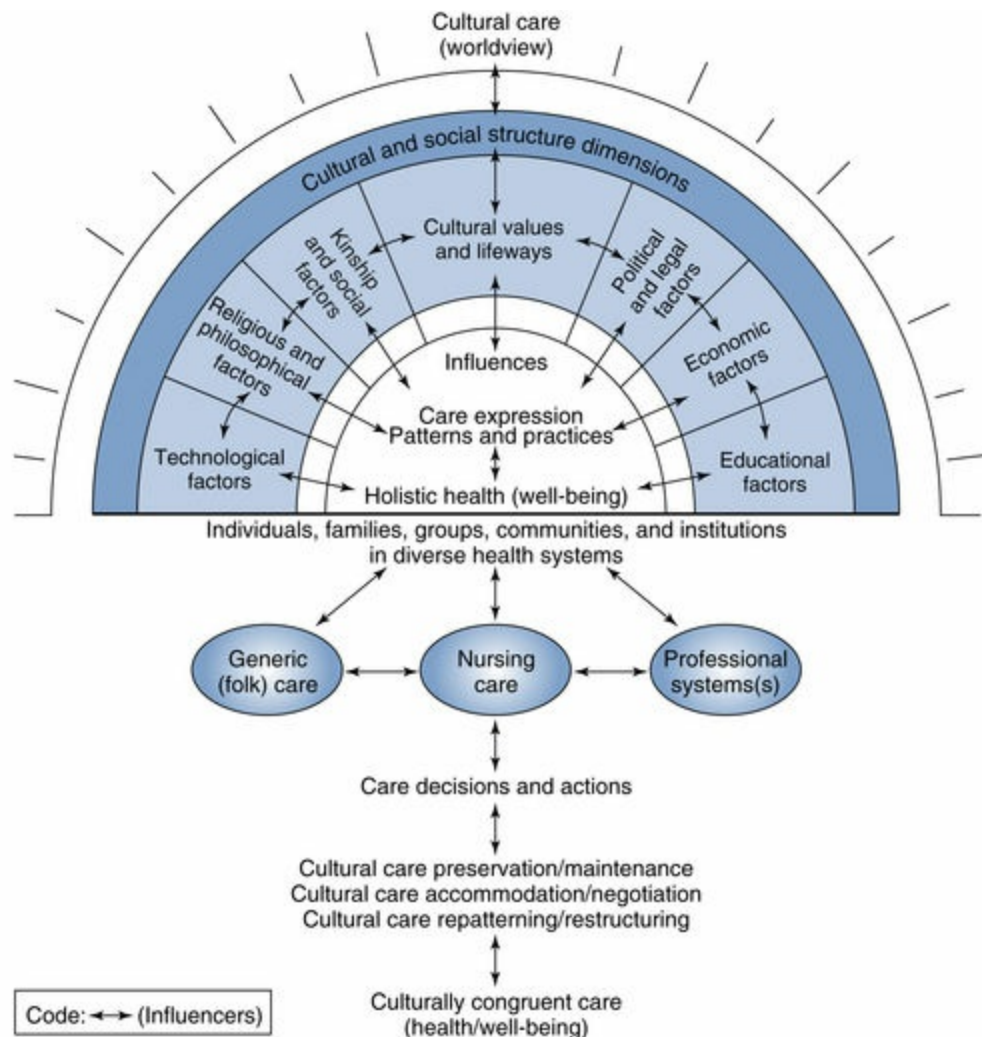 Cultural care
(worldview)
Cultural and social structure dimensions
Cultural values
and lifeways
Kinship
and social
factors
Political
and legal
factors
Religious and
philosophical
factors
Economic
factors
Technological
factors
Educational
factors
Influences
Care expression
Patterns and practices
Holistic health (well-being)
Individuals, families, groups, communities, and institutions
in diverse health systems
Generic
(folk) care
Nursing
care
Professional
systems(s)
Care decisions and actions
Cultural care preservation/maintenance
Cultural care accommodation/negotiation
Cultural care repatterning/restructuring
Culturally congruent care
(health/well-being)
Code: ↔ (Influencers)